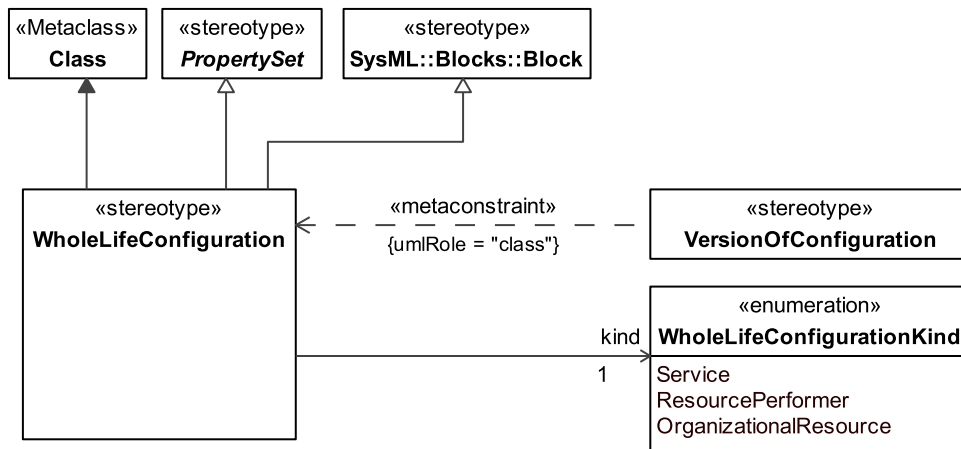 «Metaclass»
Class
«stereotype»
PropertySet
«stereotype»
SysML::Blocks::Block
«stereotype»
WholeLifeConfiguration
«metaconstraint»
{umlRole = "class"}
«stereotype»
VersionOfConfiguration
kind
1
«enumeration»
WholeLifeConfigurationKind
Service
ResourcePerformer
OrganizationalResource